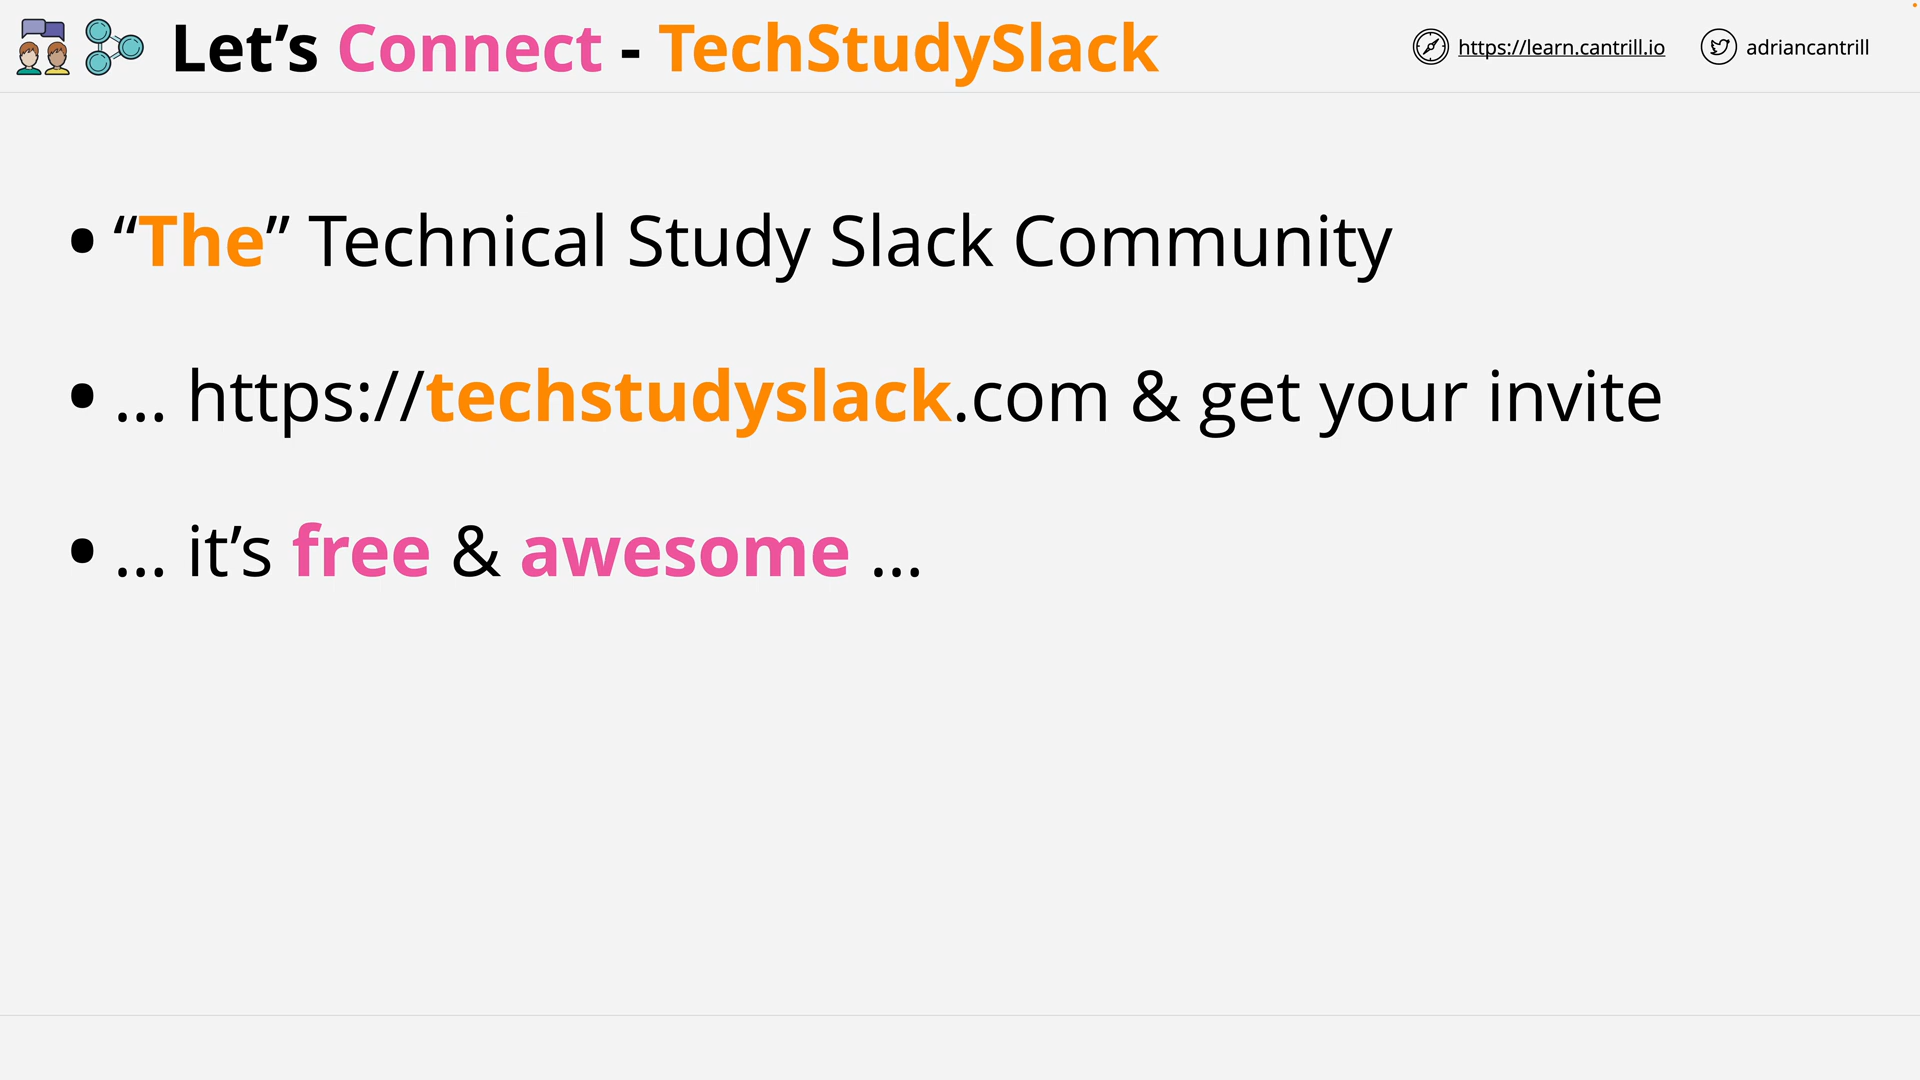 Let’s Connect - TechStudySlack
https://learn.cantrill.io
adriancantrill
• “The” Technical Study Slack Community
• … https://techstudyslack.com & get your invite
• … it’s free & awesome …